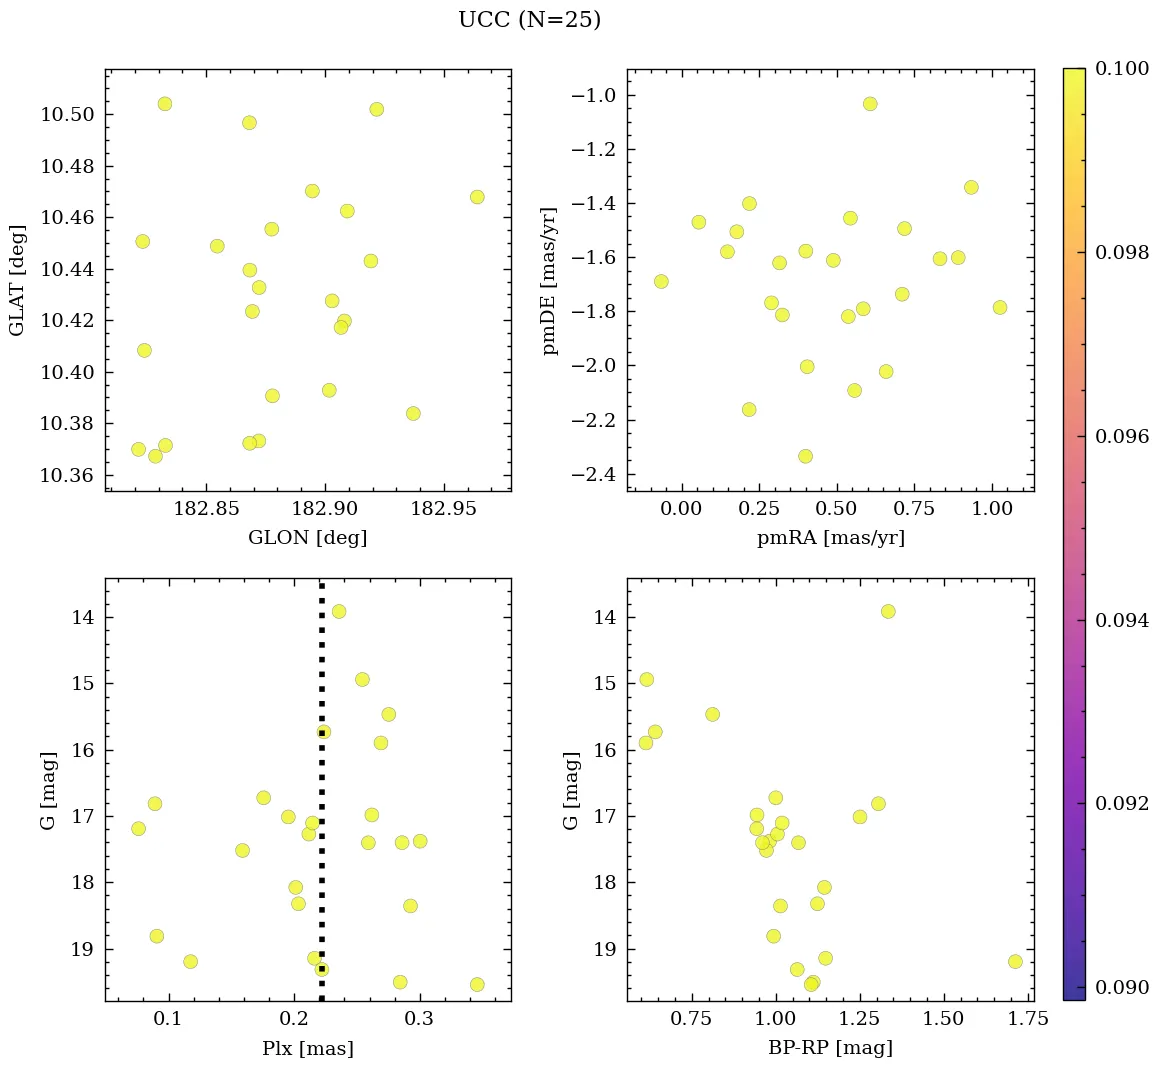 UCC (N=25)
10.50
10.48
10.46
10.44
10.42
10.40
10.38
10.36
GLAT [deg]
182.85 182.90 182.95
GLON [deg]
−1.0
−1.2
−1.4
−1.6
−1.8
−2.0
−2.2
−2.4
pmDE [mas/yr]
0.00 0.25 0.50 0.75 1.00
pmRA [mas/yr]
14
15
16
17
18
19
G [mag]
0.1 0.2 0.3
Plx [mas]
14
15
16
17
18
19
G [mag]
0.75 1.00 1.25 1.50 1.75
BP-RP [mag]
0.100
0.098
0.096
0.094
0.092
0.090